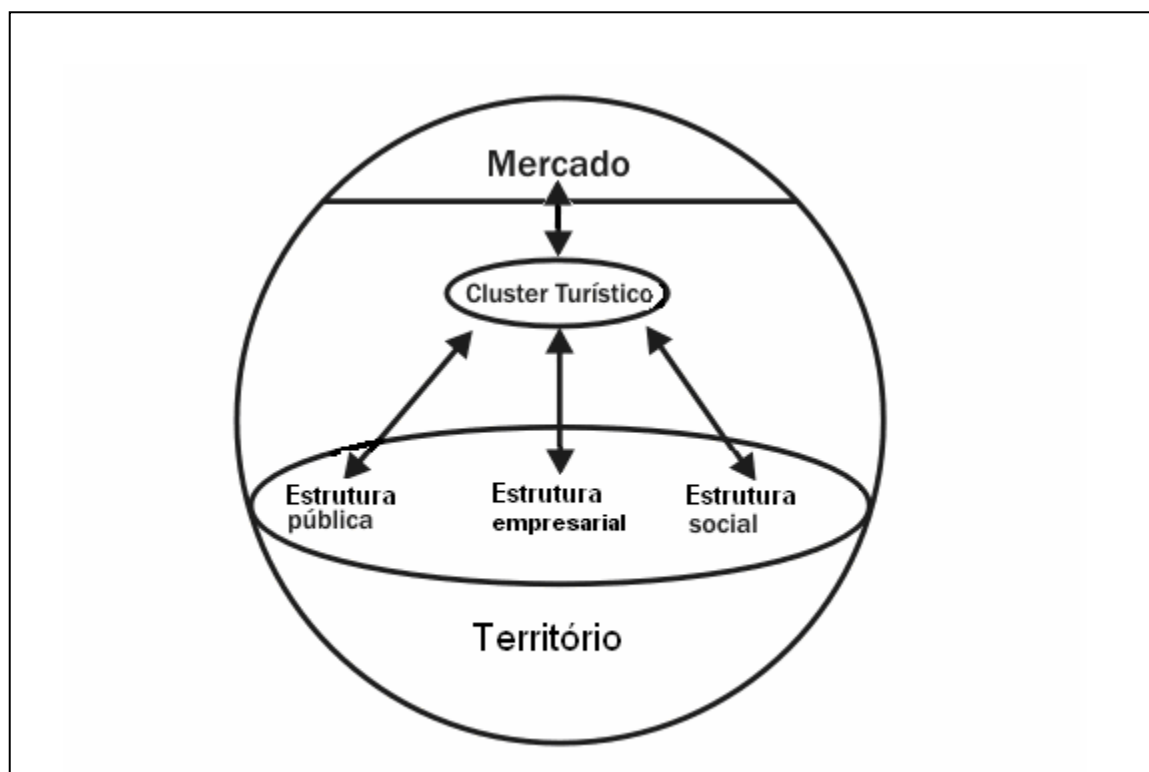 Mercado
Cluster Turístico
Estrutura
pública
Estrutura
empresarial
Estrutura
social
Território